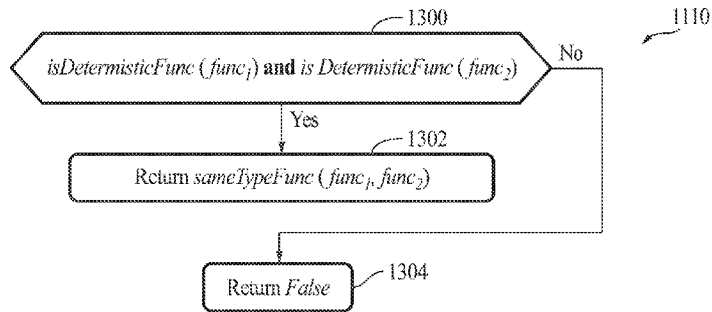 1300
1110
isDetermisticFunc (func1) and is DetermisticFunc (func2)
No
Yes
1302
Return sameTypeFunc (func1, func2)
Return False
1304